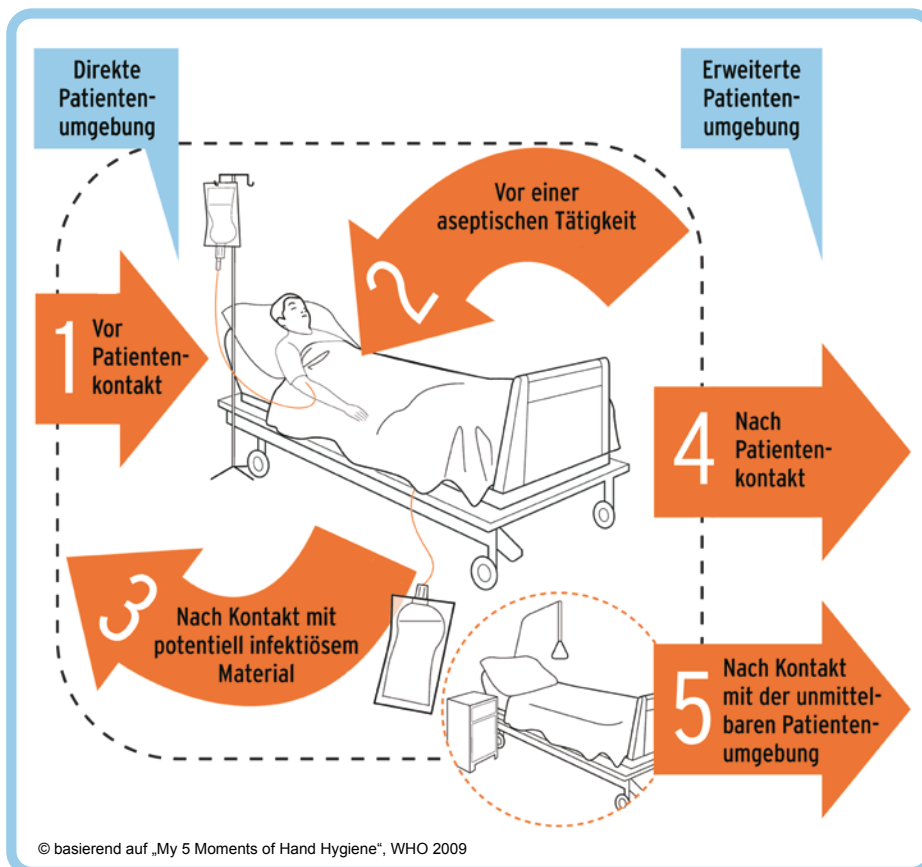 Direkte
Patienten-
umgebung
Erweiterte
Patienten-
umgebung
Vor einer
aseptischen Tätigkeit
2
1
Vor
Patienten-
kontakt
4
Nach
Patienten-
kontakt
3
Nach Kontakt mit
potentiell infektiösem
Material
5
Nach Kontakt
mit der unmittel-
baren Patienten-
umgebung
© basierend auf „My 5 Moments of Hand Hygiene“, WHO 2009